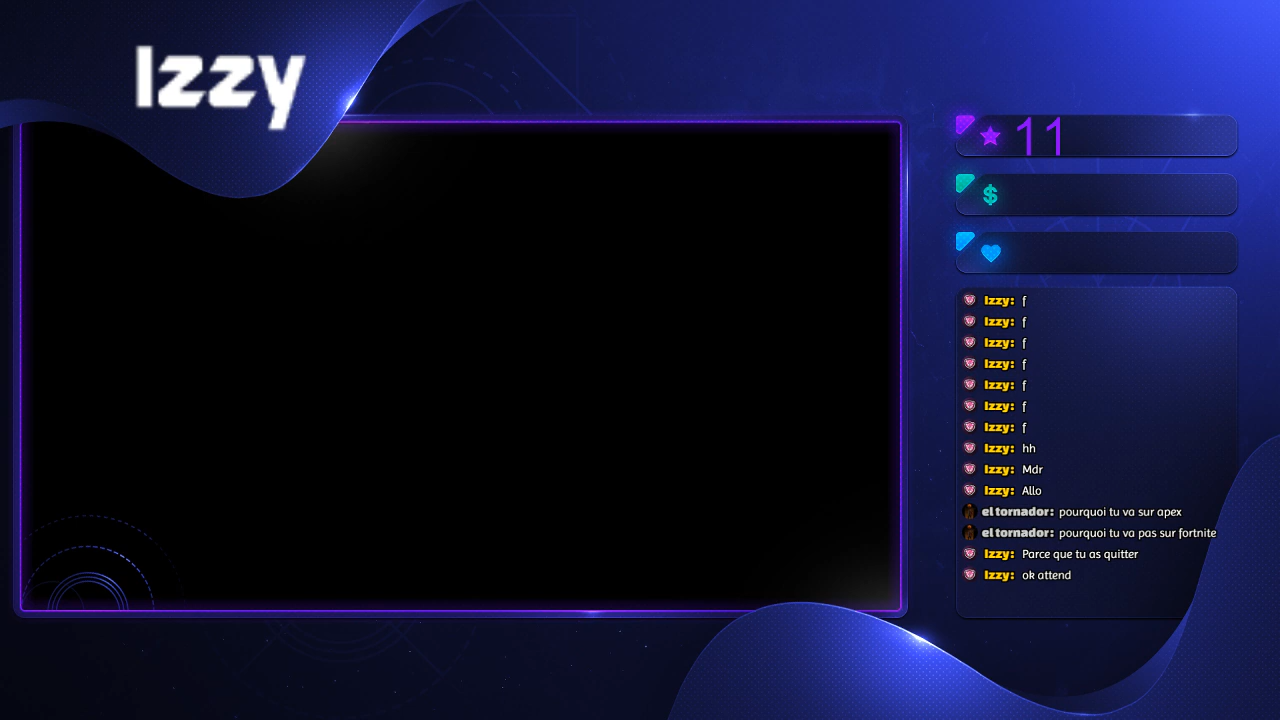 Izzy
11
$
Izzy: f
Izzy: f
Izzy: f
Izzy: f
Izzy: f
Izzy: f
Izzy: f
Izzy: hh
Izzy: Mdr
Izzy: Allo
el tornador: pourquoi tu va sur apex
el tornador: pourquoi tu va pas sur fortnite
Izzy: Parce que tu as quitter
Izzy: ok attend